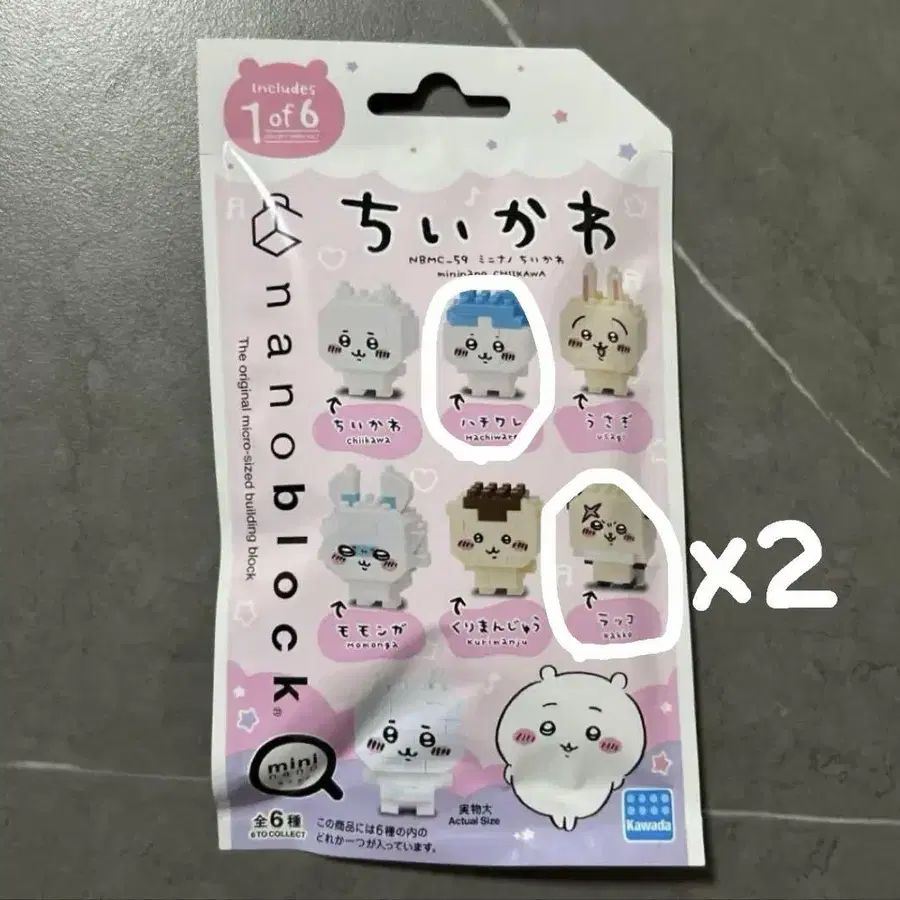 Includes
1 of 6
nanoblock®
The original micro-sized building block
ちいかわ
NBMC_59 ミニナノ ちいかわ
mininano CHIIKAWA
ちいかわ
chiikawa
ハチワレ
Hachiware
うさぎ
usagi
モモンガ
momonga
くりまんじゅう
kurimanju
ラッコ
rakko
x2
mini
nano
全6種
6 TO COLLECT
この商品には6種の内の
どれか一つが入っています。
実物大
Actual Size
Kawada